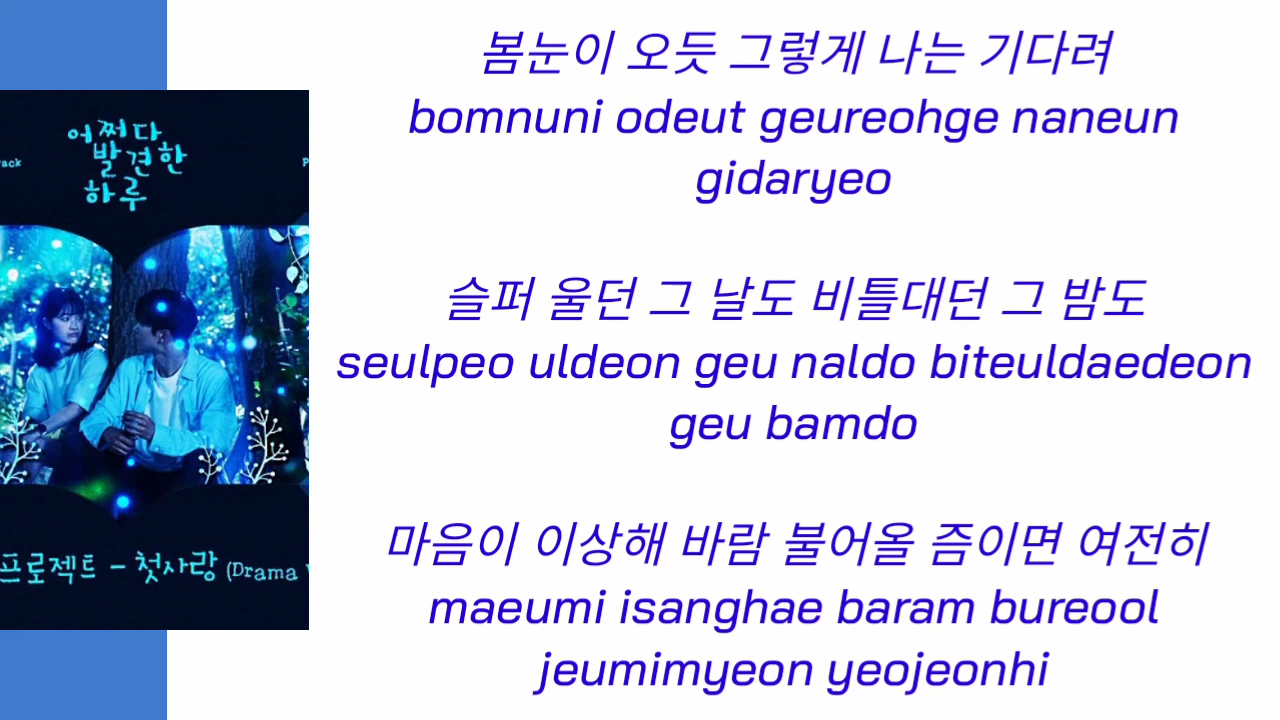 봄눈이 오듯 그렇게 나는 기다려
bomnuni odeut geureohge naneun
gidaryeo
슬퍼 울던 그 날도 비틀대던 그 밤도
seulpeo uldeon geu naldo biteuldaedeon
geu bamdo
마음이 이상해 바람 불어올 즘이면 여전히
maeumi isanghae baram bureool
jeumimyeon yeojeonhi
어쩌다
발견한
하루
ack
P
프로젝트 - 첫사랑 (Drama